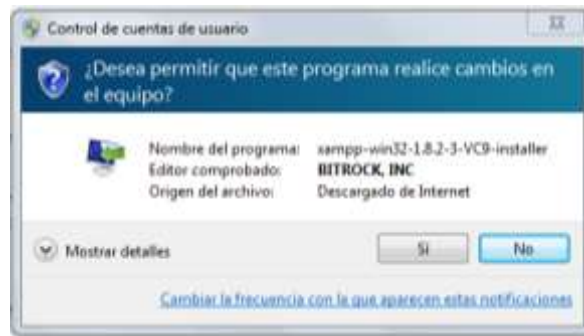 Control de cuentas de usuario
¿Desea permitir que este programa realice cambios en
el equipo?
Nombre del programa: xampp-win32-1.8.2-3-VC9-installer
Editor comprobado: BITROCK, INC
Origen del archivo: Descargado de Internet
Mostrar detalles
Sí
No
Cambiar la frecuencia con la que aparecen estas notificaciones